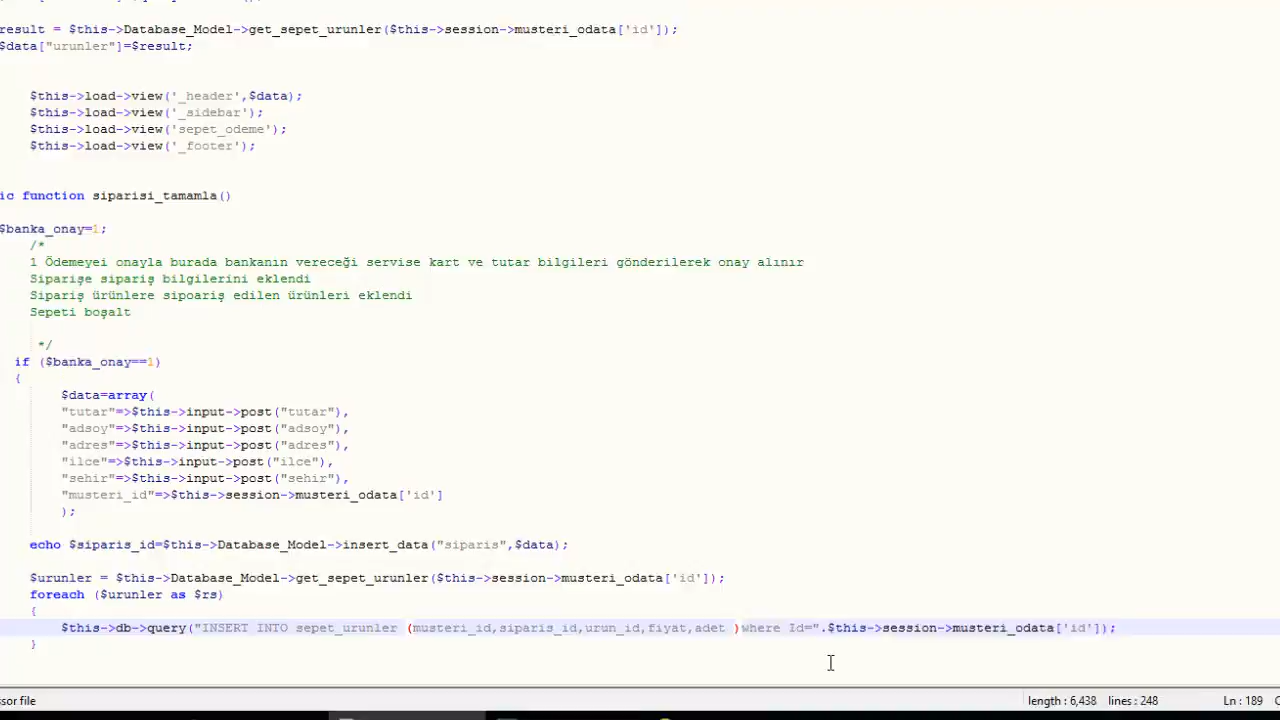 result = $this->Database_Model->get_sepet_urunler($this->session->musteri_odata['id']);
$data["urunler"]=$result;
$this->load->view('_header',$data);
$this->load->view('_sidebar');
$this->load->view('sepet_odeme');
$this->load->view('_footer');
ic function siparisi_tamamla()
$banka_onay=1;
/*
1 Ödemeyei onayla burada bankanın vereceği servise kart ve tutar bilgileri gönderilerek onay alınır
Siparişe sipariş bilgilerini eklendi
Sipariş ürünlere sipoariş edilen ürünleri eklendi
Sepeti boşalt
*/
if ($banka_onay==1)
{
$data=array(
"tutar"=>$this->input->post("tutar"),
"adsoy"=>$this->input->post("adsoy"),
"adres"=>$this->input->post("adres"),
"ilce"=>$this->input->post("ilce"),
"sehir"=>$this->input->post("sehir"),
"musteri_id"=>$this->session->musteri_odata['id']
);
echo $siparis_id=$this->Database_Model->insert_data("siparis",$data);
$urunler = $this->Database_Model->get_sepet_urunler($this->session->musteri_odata['id']);
foreach ($urunler as $rs)
{
$this->db->query("INSERT INTO sepet_urunler (musteri_id,siparis_id,urun_id,fiyat,adet )where Id=".$this->session->musteri_odata['id']);
}
sor file
length : 6,438 lines : 248
Ln : 189